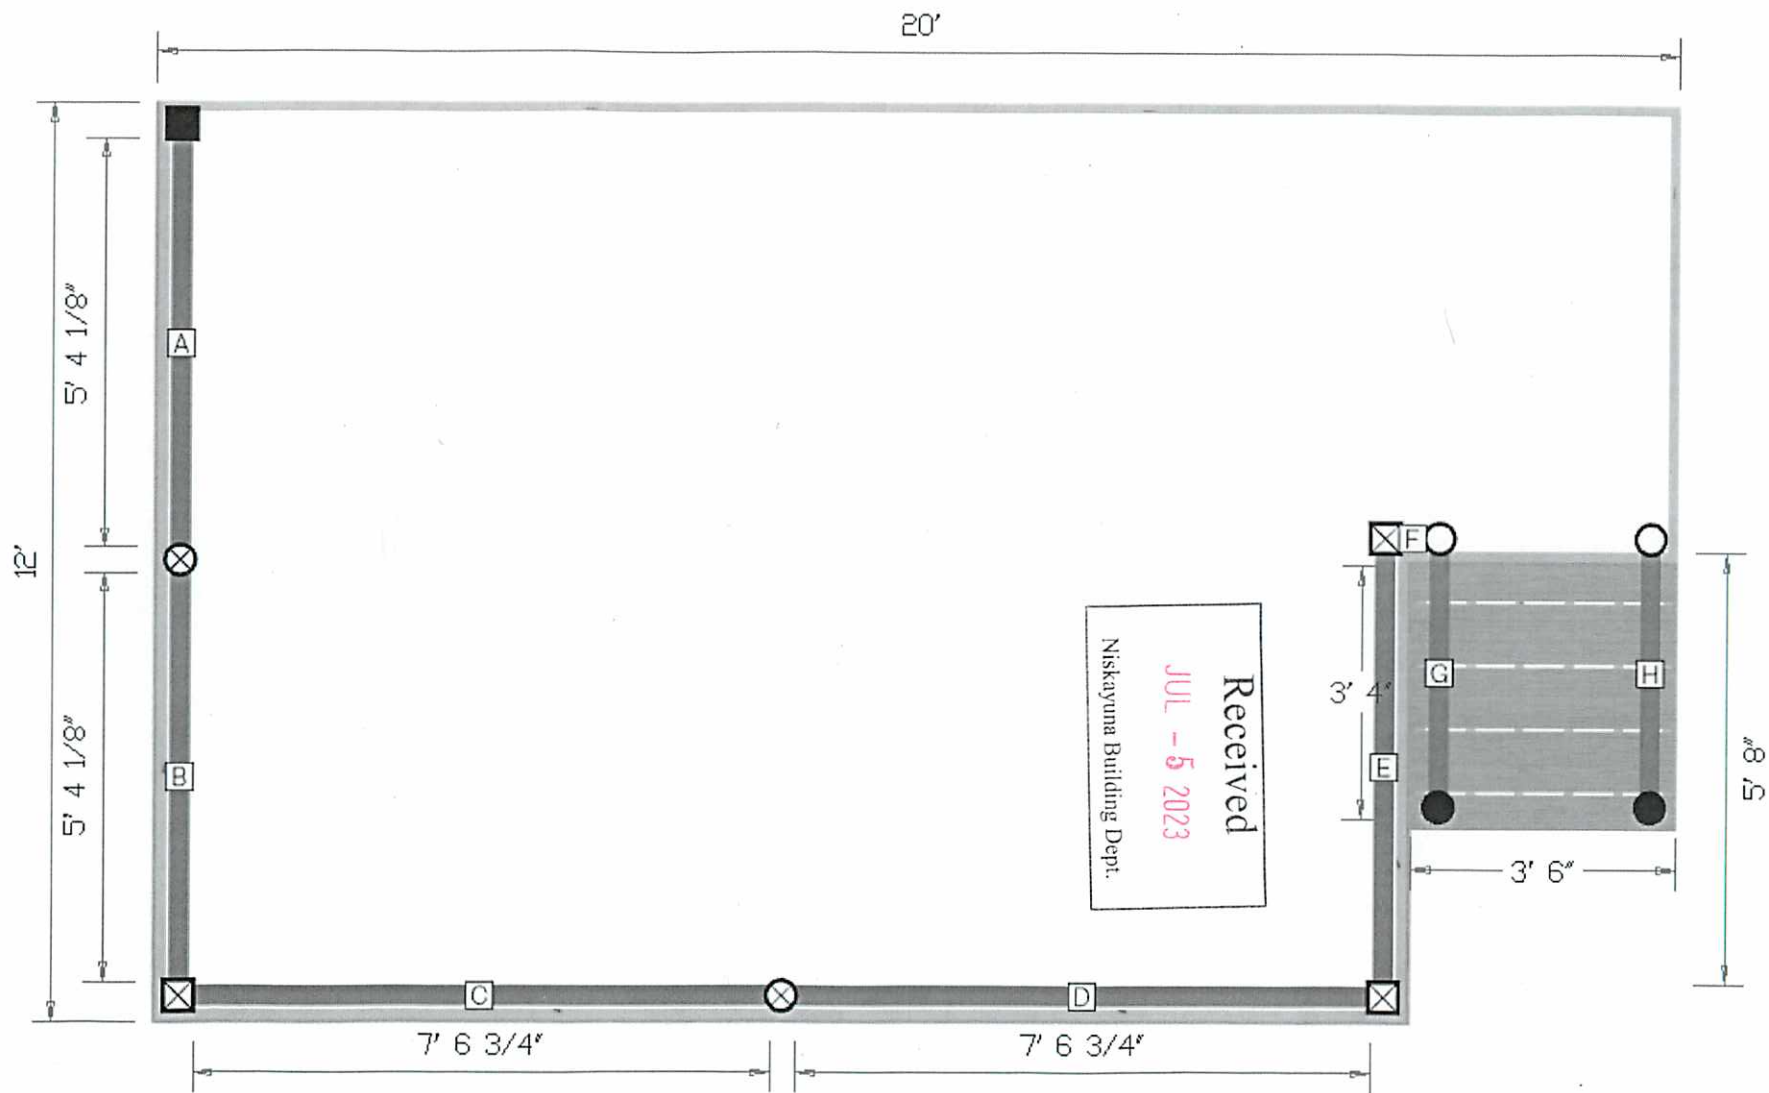 20'
5' 4 1/8"
12'
5' 4 1/8"
A
B
C
D
E
F
G
H
3' 4"
3' 6"
5' 8"
7' 6 3/4"
7' 6 3/4"
Received
JUL -5 2023
Niskayuna Building Dept.